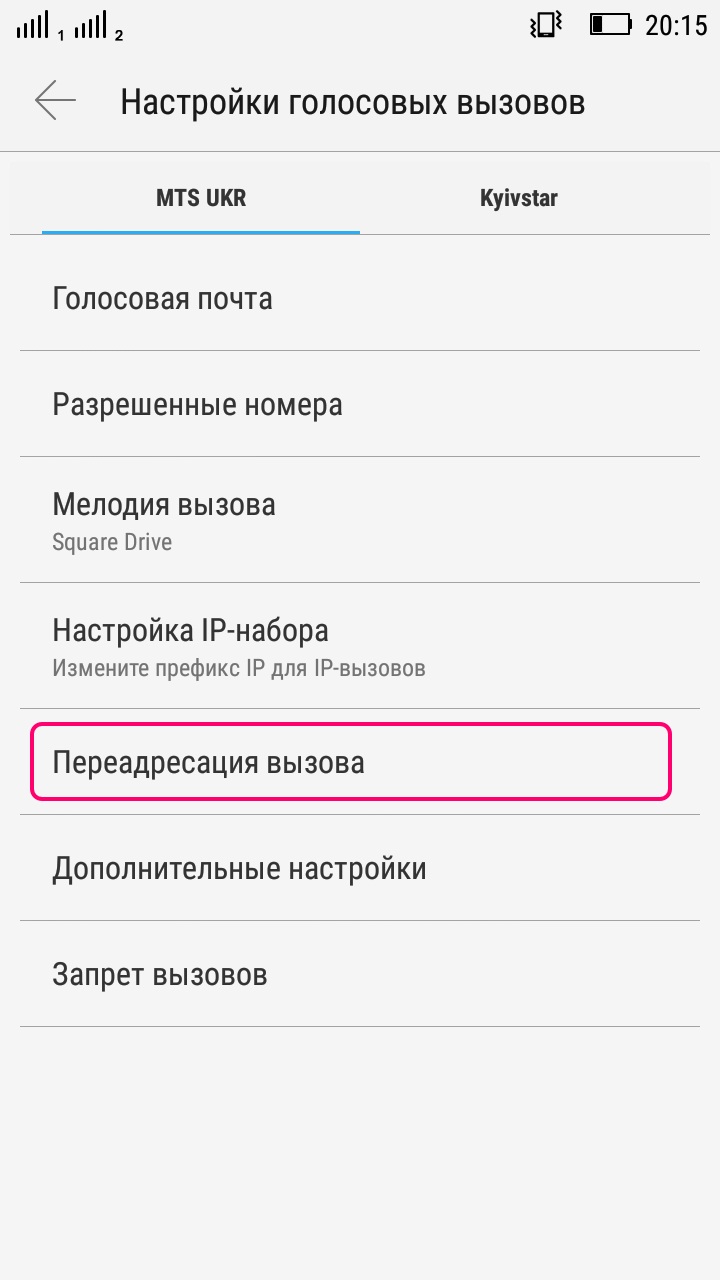 1 2 20:15
Настройки голосовых вызовов
MTS UKR Kyivstar
Голосовая почта
Разрешенные номера
Мелодия вызова
Square Drive
Настройка IP-набора
Измените префикс IP для IP-вызовов
Переадресация вызова
Дополнительные настройки
Запрет вызовов